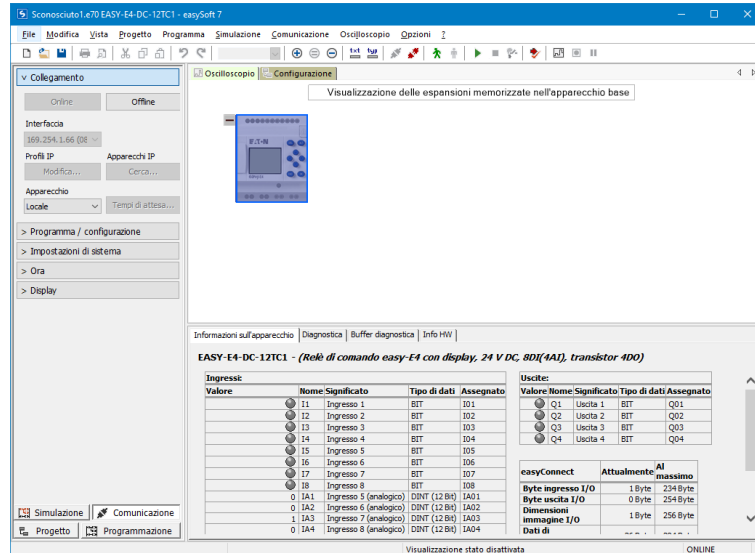 Sconosciuto1.e70 EASY-E4-DC-12TC1 - easySoft 7
File Modifica Vista Progetto Programma Simulazione Comunicazione Oscilloscopio Opzioni ?
Collegamento
Online Offline
Interfaccia
169.254.1.66 (08
Profili IP Apparecchi IP
Modifica... Cerca...
Apparecchio
Locale Tempi di attesa...
> Programma / configurazione
> Impostazioni di sistema
> Ora
> Display
Simulazione Comunicazione
Progetto Programmazione
Oscilloscopio Configurazione
Visualizzazione delle espansioni memorizzate nell'apparecchio base
Informazioni sull'apparecchio Diagnostica Buffer diagnostica Info HW
EASY-E4-DC-12TC1 - (Relè di comando easy-E4 con display, 24 V DC, 8DI(4AI), transistor 4DO)
Ingressi:
Valore Nome Significato Tipo di dati Assegnato
I1 Ingresso 1 BIT I01
I2 Ingresso 2 BIT I02
I3 Ingresso 3 BIT I03
I4 Ingresso 4 BIT I04
I5 Ingresso 5 BIT I05
I6 Ingresso 6 BIT I06
I7 Ingresso 7 BIT I07
I8 Ingresso 8 BIT I08
0 IA1 Ingresso 5 (analogico) DINT (12 Bit) IA01
0 IA2 Ingresso 6 (analogico) DINT (12 Bit) IA02
1 IA3 Ingresso 7 (analogico) DINT (12 Bit) IA03
0 IA4 Ingresso 8 (analogico) DINT (12 Bit) IA04
Uscite:
Valore Nome Significato Tipo di dati Assegnato
Q1 Uscita 1 BIT Q01
Q2 Uscita 2 BIT Q02
Q3 Uscita 3 BIT Q03
Q4 Uscita 4 BIT Q04
easyConnect Attualmente Al massimo
Byte ingresso I/O 1 Byte 234 Byte
Byte uscita I/O 0 Byte 254 Byte
Dimensioni immagine I/O 1 Byte 256 Byte
Dati di
Visualizzazione stato disattivata ONLINE